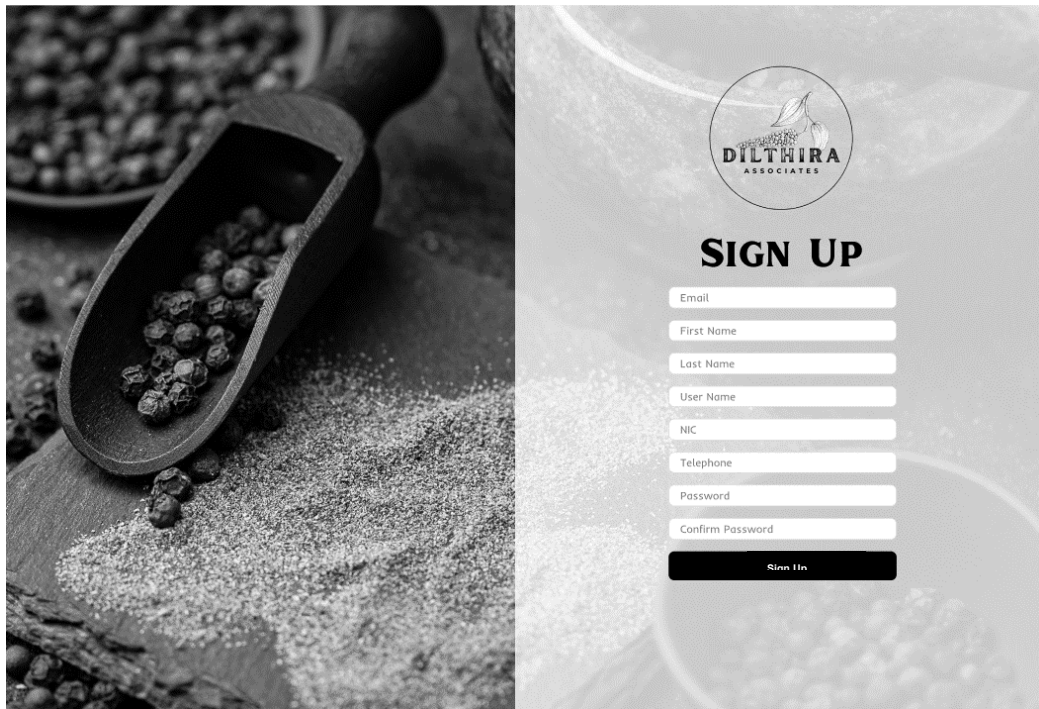 DILTHIRA
ASSOCIATES
SIGN UP
Email
First Name
Last Name
User Name
NIC
Telephone
Password
Confirm Password
Sign Up